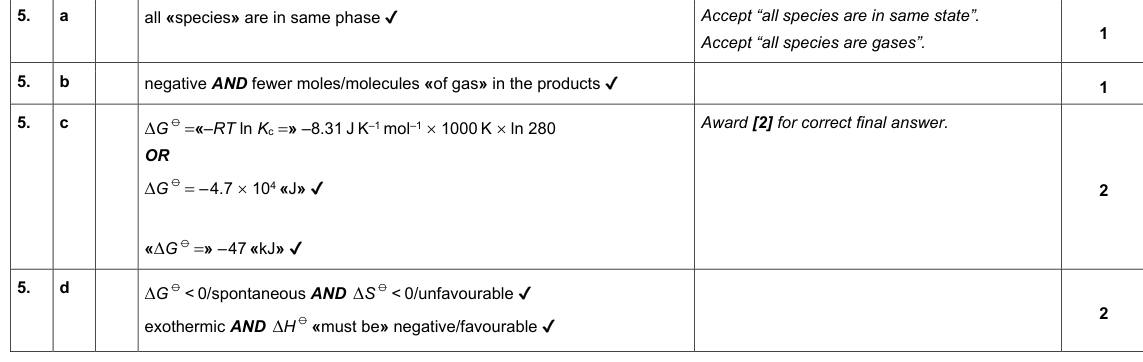 5. a all «species» are in same phase ✓ Accept “all species are in same state”.
Accept “all species are gases”.
1
5. b negative AND fewer moles/molecules «of gas» in the products ✓ 1
5. c ΔG⦵ =«–RT ln Kc =» –8.31 J K⁻¹ mol⁻¹ × 1000 K × ln 280 Award [2] for correct final answer.
OR
ΔG⦵ = –4.7 × 10⁴ «J» ✓ 2
«ΔG⦵ =» –47 «kJ» ✓
5. d ΔG⦵ < 0/spontaneous AND ΔS⦵ < 0/unfavourable ✓
2
exothermic AND ΔH⦵ «must be» negative/favourable ✓